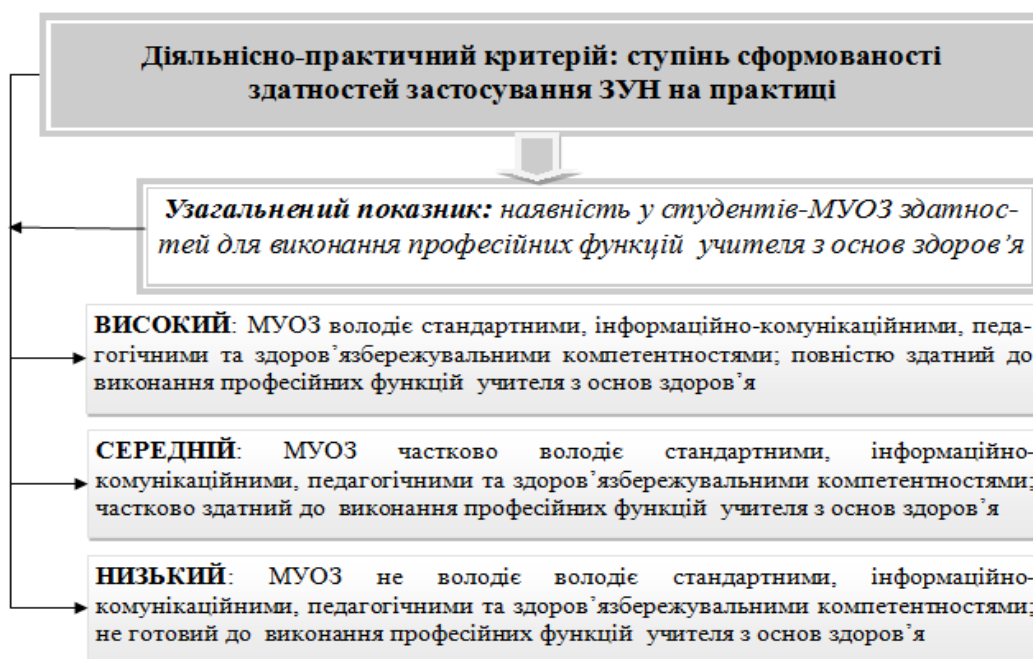 Діяльнісно-практичний критерій: ступінь сформованості
здатностей застосування ЗУН на практиці
Узагальнений показник: наявність у студентів-МУОЗ здатнос-
тей для виконання професійних функцій учителя з основ здоров’я
ВИСОКИЙ: МУОЗ володіє стандартними, інформаційно-комунікаційними, педа-
гогічними та здоров’язбережувальними компетентностями; повністю здатний до
виконання професійних функцій учителя з основ здоров’я
СЕРЕДНІЙ: МУОЗ частково володіє стандартними, інформаційно-
комунікаційними, педагогічними та здоров’язбережувальними компетентностями;
частково здатний до виконання професійних функцій учителя з основ здоров’я
НИЗЬКИЙ: МУОЗ не володіє володіє стандартними, інформаційно-
комунікаційними, педагогічними та здоров’язбережувальними компетентностями;
не готовий до виконання професійних функцій учителя з основ здоров’я